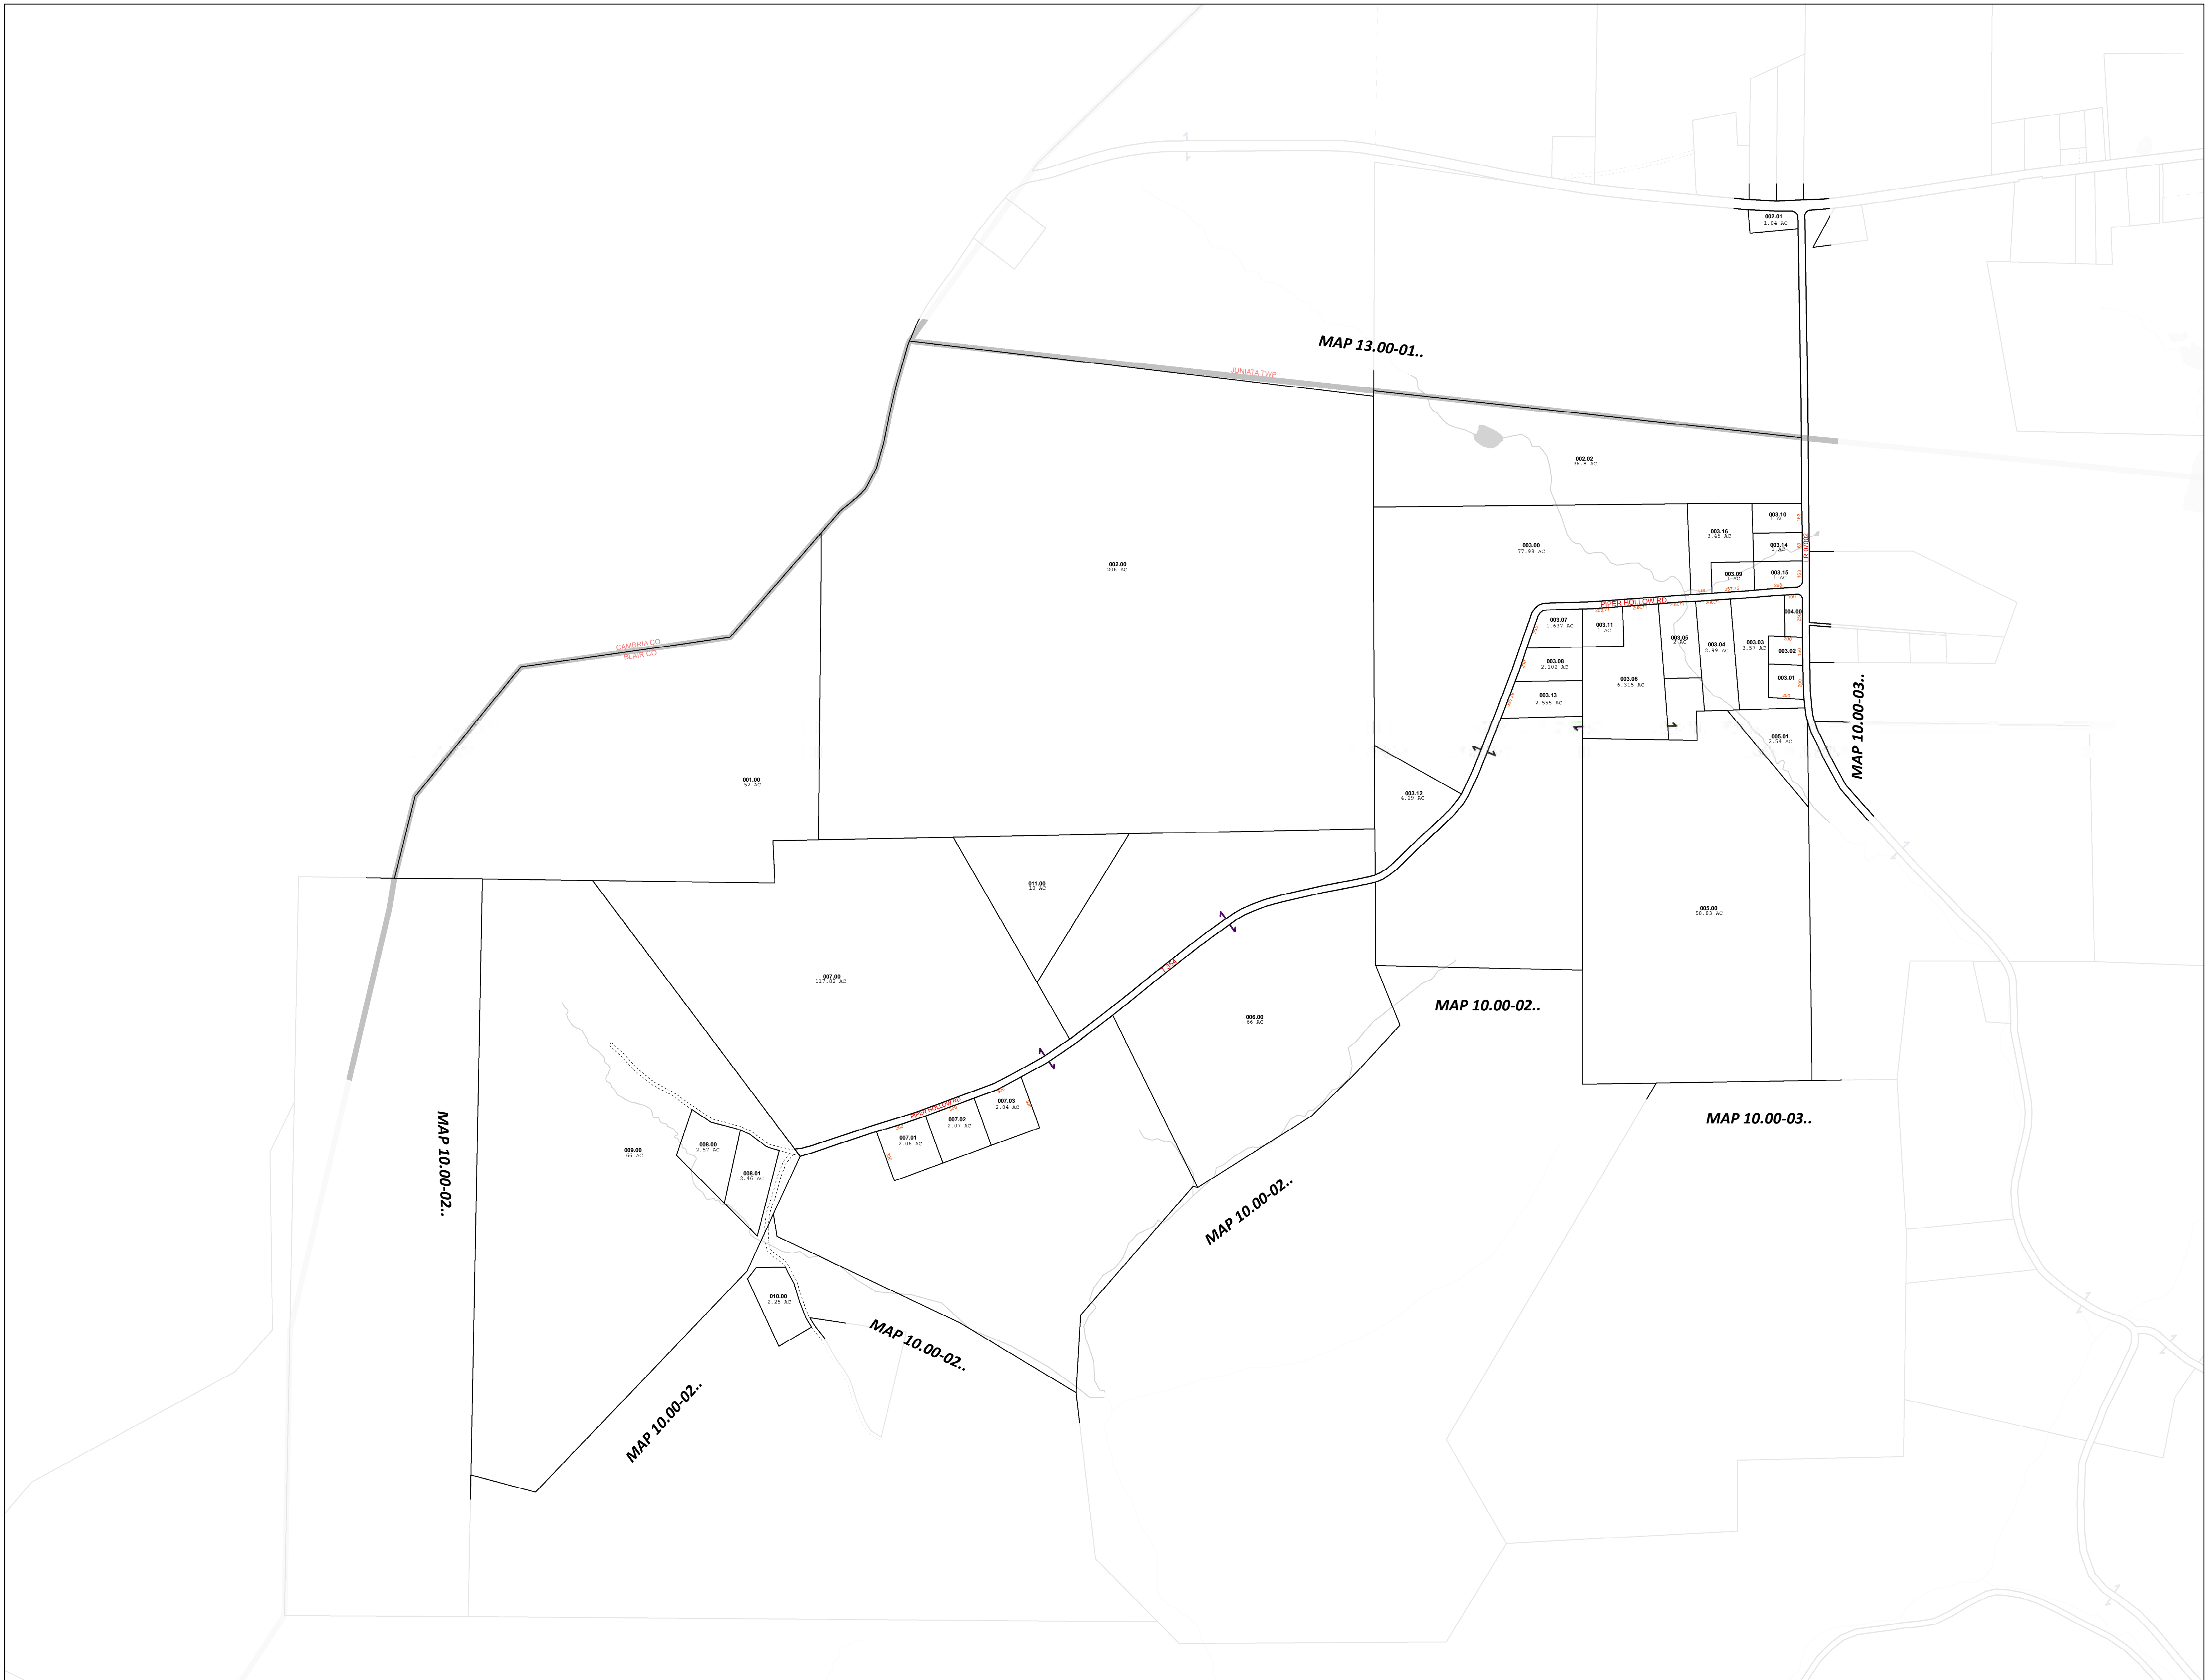 002.01
1.04 AC
MAP 13.00-01..
JUNIATA TWP
002.02
36.8 AC
003.10
1 AC
003.16
3.45 AC
003.00
77.98 AC
003.14
1 AC
002.00
206 AC
003.09
1 AC
003.15
1 AC
PIPER HOLLOW RD
003.07
1.637 AC
003.11
1 AC
004.00
003.05
2 AC
003.04
2.99 AC
003.03
3.57 AC
003.02
CAMBRIA CO
BLAIR CO
003.08
2.102 AC
003.06
6.315 AC
003.01
200
003.13
2.555 AC
MAP 10.00-03..
005.01
2.54 AC
001.00
52 AC
003.12
4.29 AC
011.00
10 AC
005.00
58.83 AC
007.00
117.82 AC
MAP 10.00-02..
006.00
66 AC
MAP 10.00-03..
PIPER HOLLOW RD
007.03
2.04 AC
007.02
2.07 AC
007.01
2.06 AC
MAP 10.00-02..
009.00
66 AC
008.00
2.57 AC
008.01
2.46 AC
MAP 10.00-02..
010.00
2.25 AC
MAP 10.00-02..
MAP 10.00-02..